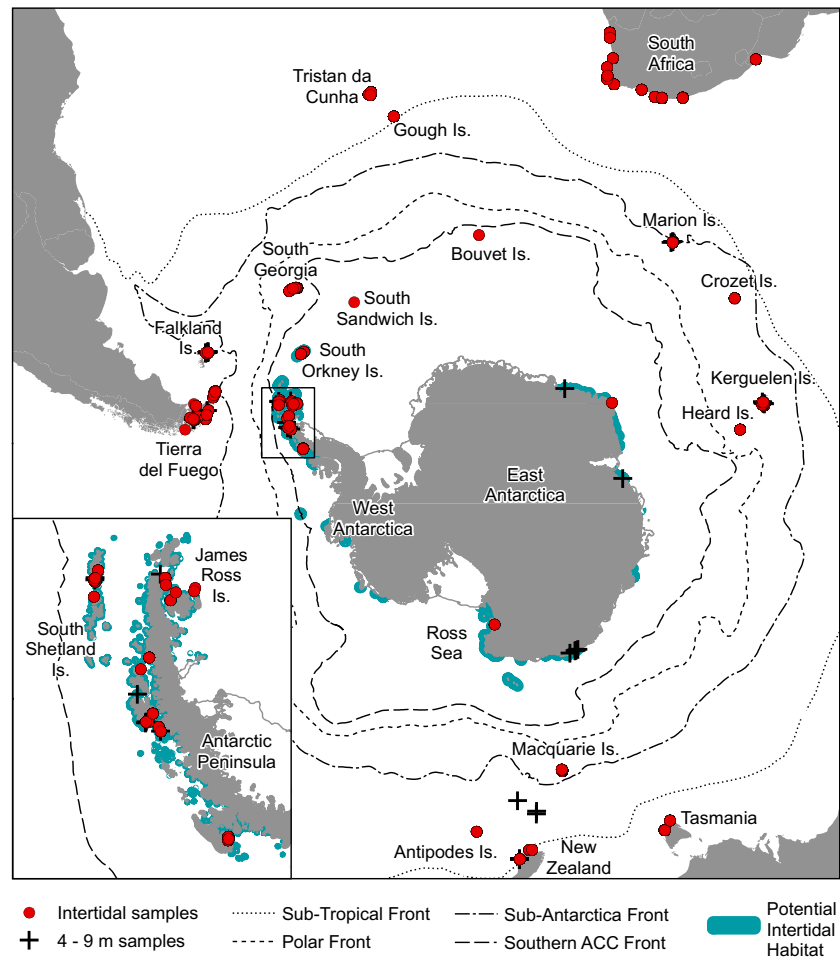 South
Africa
Tristan da
Cunha
Gough Is.
Marion Is.
Bouvet Is.
South
Georgia
Crozet Is.
South
Sandwich Is.
Falkland
Is.
South
Orkney Is.
Kerguelen Is.
Heard Is.
Tierra
del Fuego
East
Antarctica
West
Antarctica
James
Ross
Is.
South
Shetland
Is.
Ross
Sea
Antarctic
Peninsula
Macquarie Is.
Tasmania
Antipodes Is.
New
Zealand
Intertidal samples
4 - 9 m samples
Sub-Tropical Front
Polar Front
Sub-Antarctica Front
Southern ACC Front
Potential
Intertidal
Habitat